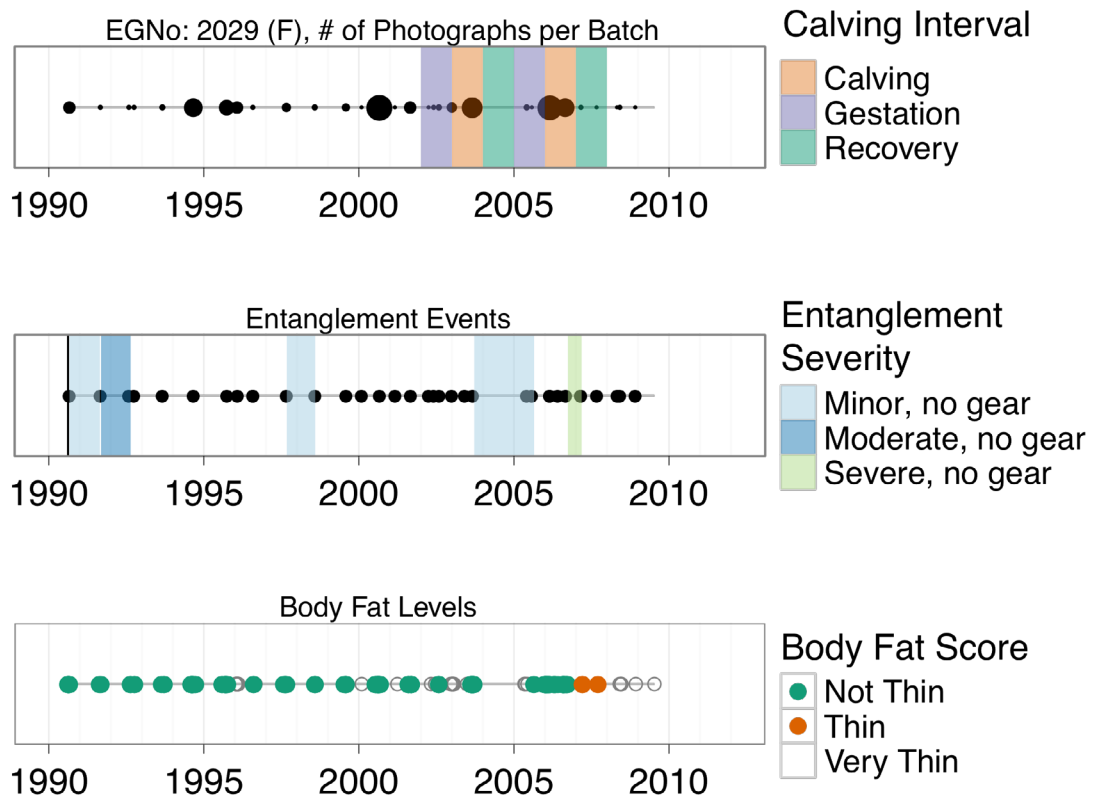 EGNo: 2029 (F), # of Photographs per Batch
Calving Interval
Calving
Gestation
Recovery
1990 1995 2000 2005 2010
Entanglement Events
Entanglement
Severity
Minor, no gear
Moderate, no gear
Severe, no gear
1990 1995 2000 2005 2010
Body Fat Levels
Body Fat Score
Not Thin
Thin
Very Thin
1990 1995 2000 2005 2010